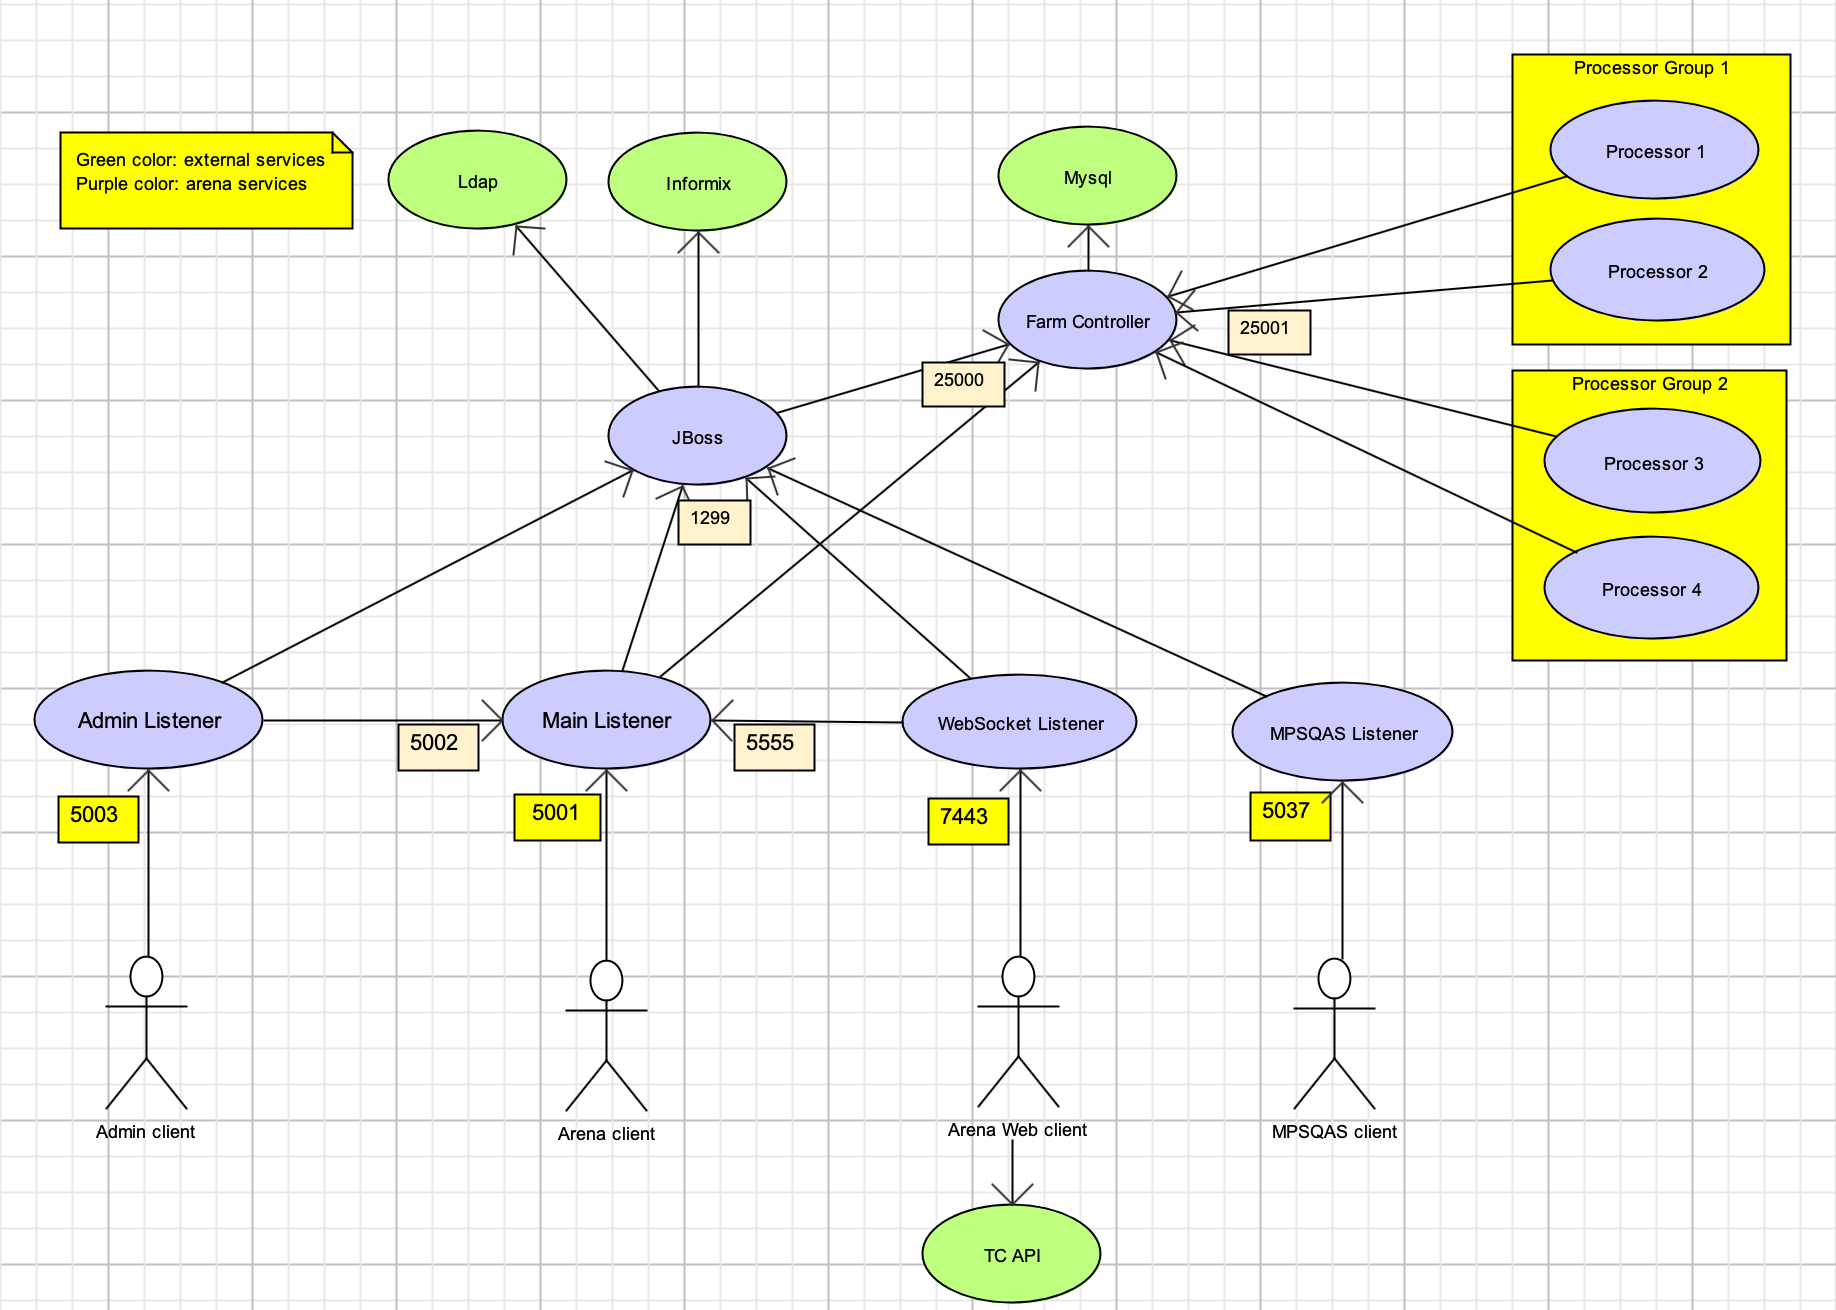 Processor Group 1
Green color: external services
Purple color: arena services
Ldap
Informix
Mysql
Processor 1
Processor 2
Farm Controller
25001
25000
Processor Group 2
JBoss
Processor 3
1299
Processor 4
Admin Listener
Main Listener
WebSocket Listener
MPSQAS Listener
5002
5555
5003
5001
7443
5037
Admin client
Arena client
Arena Web client
MPSQAS client
TC API